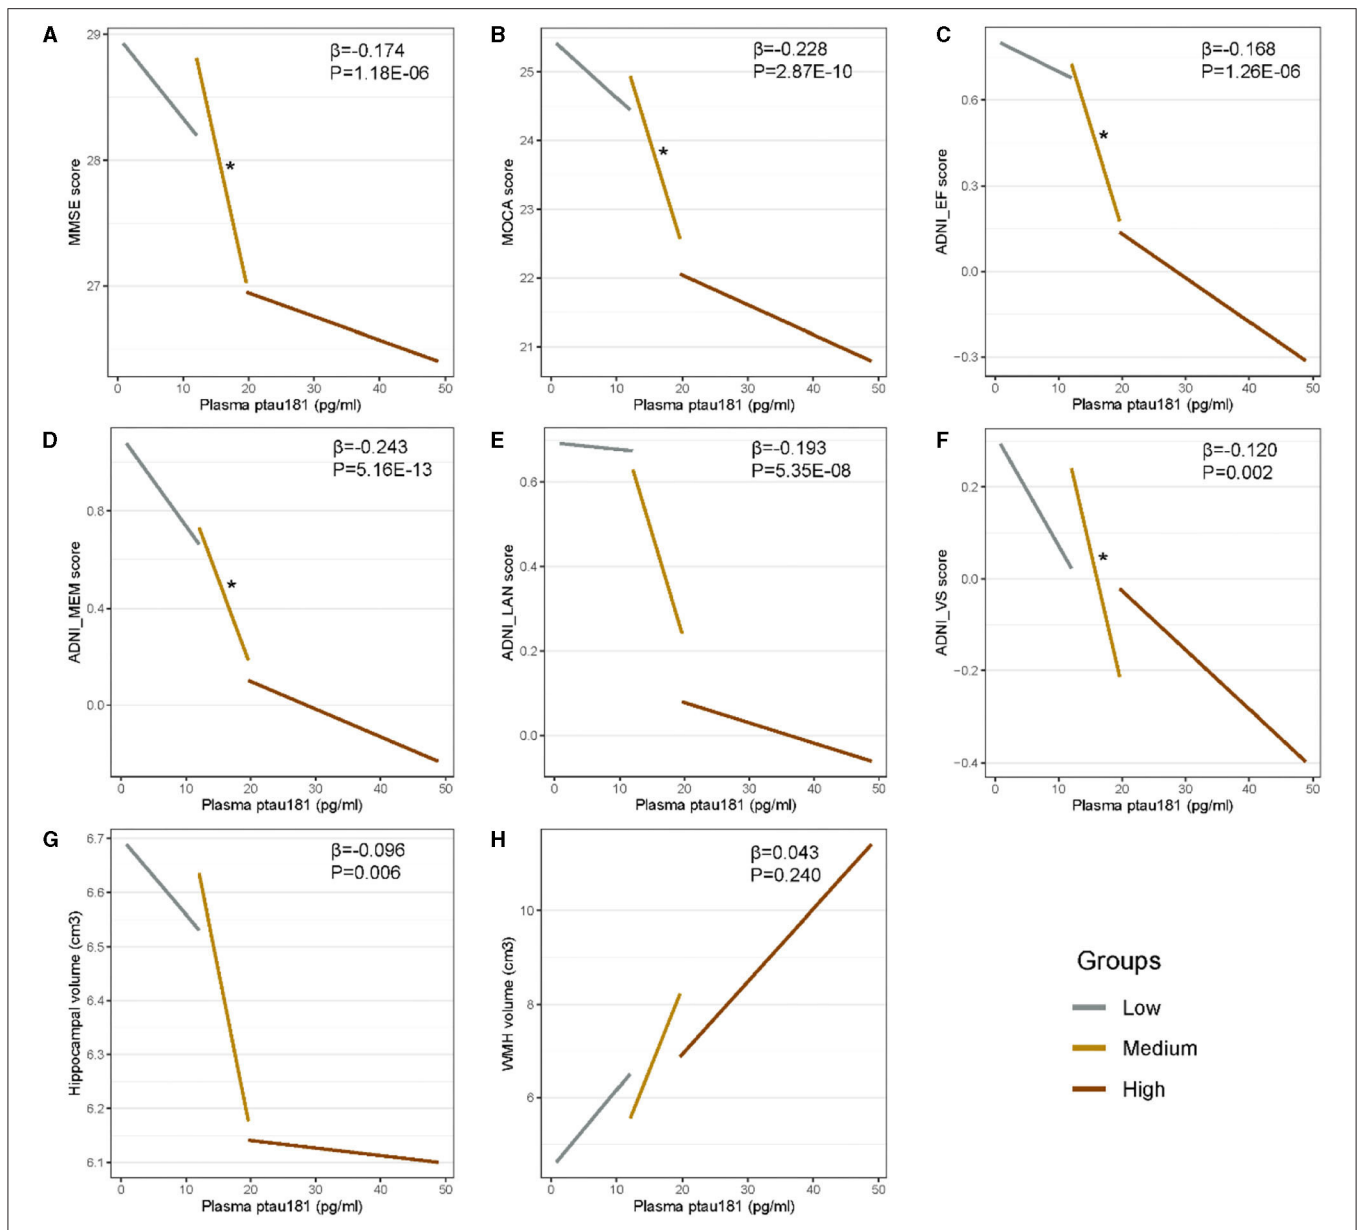 A
β=-0.174
P=1.18E-06
MMSE score
29
28
27
*
0 10 20 30 40 50
Plasma ptau181 (pg/ml)
B
β=-0.228
P=2.87E-10
MOCA score
25
24
23
22
21
*
0 10 20 30 40 50
Plasma ptau181 (pg/ml)
C
β=-0.168
P=1.26E-06
ADNI_EF score
0.6
0.3
0.0
−0.3
*
0 10 20 30 40 50
Plasma ptau181 (pg/ml)
D
β=-0.243
P=5.16E-13
ADNI_MEM score
0.8
0.4
0.0
*
0 10 20 30 40 50
Plasma ptau181 (pg/ml)
E
β=-0.193
P=5.35E-08
ADNI_LAN score
0.6
0.4
0.2
0.0
0 10 20 30 40 50
Plasma ptau181 (pg/ml)
F
β=-0.120
P=0.002
ADNI_VS score
0.2
0.0
−0.2
−0.4
*
0 10 20 30 40 50
Plasma ptau181 (pg/ml)
G
β=-0.096
P=0.006
Hippocampal volume (cm3)
6.7
6.6
6.5
6.4
6.3
6.2
6.1
0 10 20 30 40 50
Plasma ptau181 (pg/ml)
H
β=0.043
P=0.240
WMH volume (cm3)
10
8
6
0 10 20 30 40 50
Plasma ptau181 (pg/ml)
Groups
Low
Medium
High